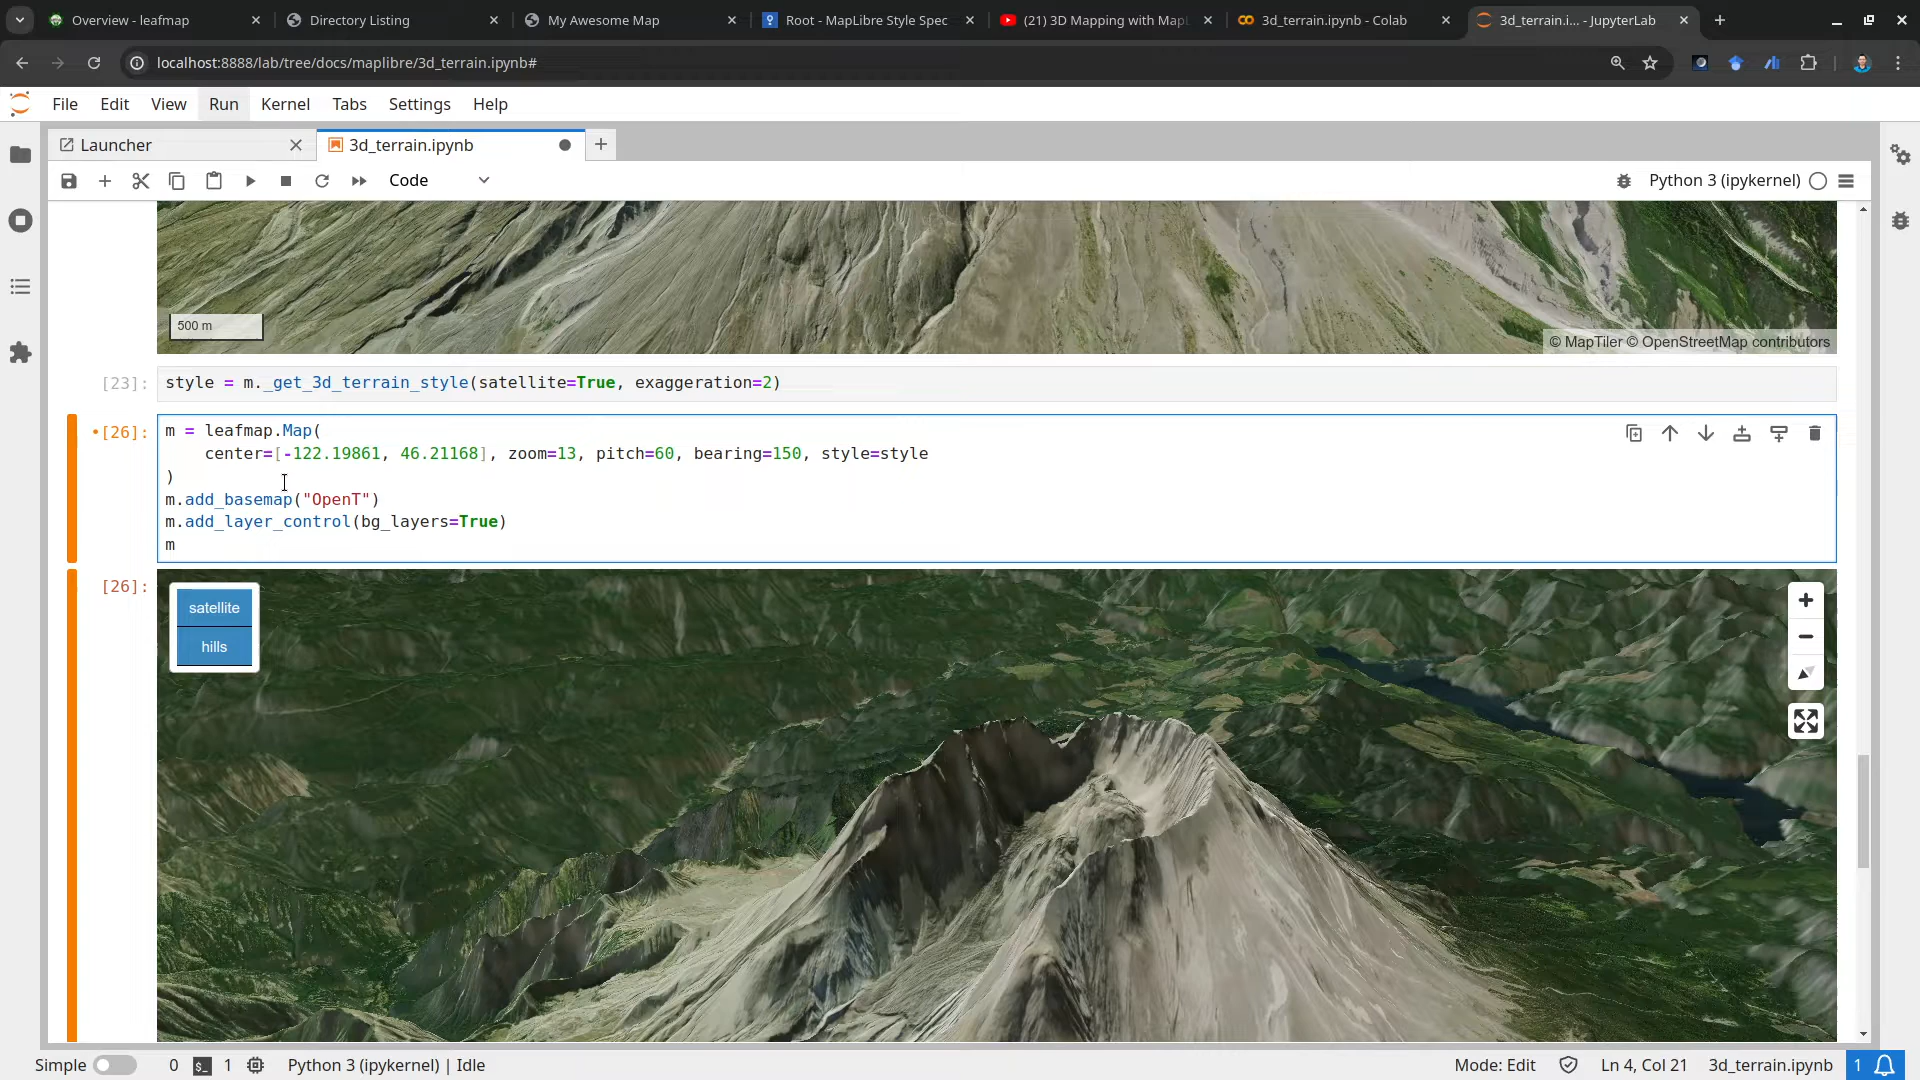 Overview - leafmap
Directory Listing
My Awesome Map
Root - MapLibre Style Spec
(21) 3D Mapping with MapL
3d_terrain.ipynb - Colab
3d_terrain.i... - JupyterLab
localhost:8888/lab/tree/docs/maplibre/3d_terrain.ipynb#
File Edit View Run Kernel Tabs Settings Help
Launcher
3d_terrain.ipynb
Code
Python 3 (ipykernel)
500 m
© MapTiler © OpenStreetMap contributors
[23]: style = m._get_3d_terrain_style(satellite=True, exaggeration=2)
•[26]: m = leafmap.Map(
center=[-122.19861, 46.21168], zoom=13, pitch=60, bearing=150, style=style
)
m.add_basemap("OpenT")
m.add_layer_control(bg_layers=True)
m
[26]:
satellite
hills
Simple 0 1 Python 3 (ipykernel) | Idle Mode: Edit Ln 4, Col 21 3d_terrain.ipynb 1